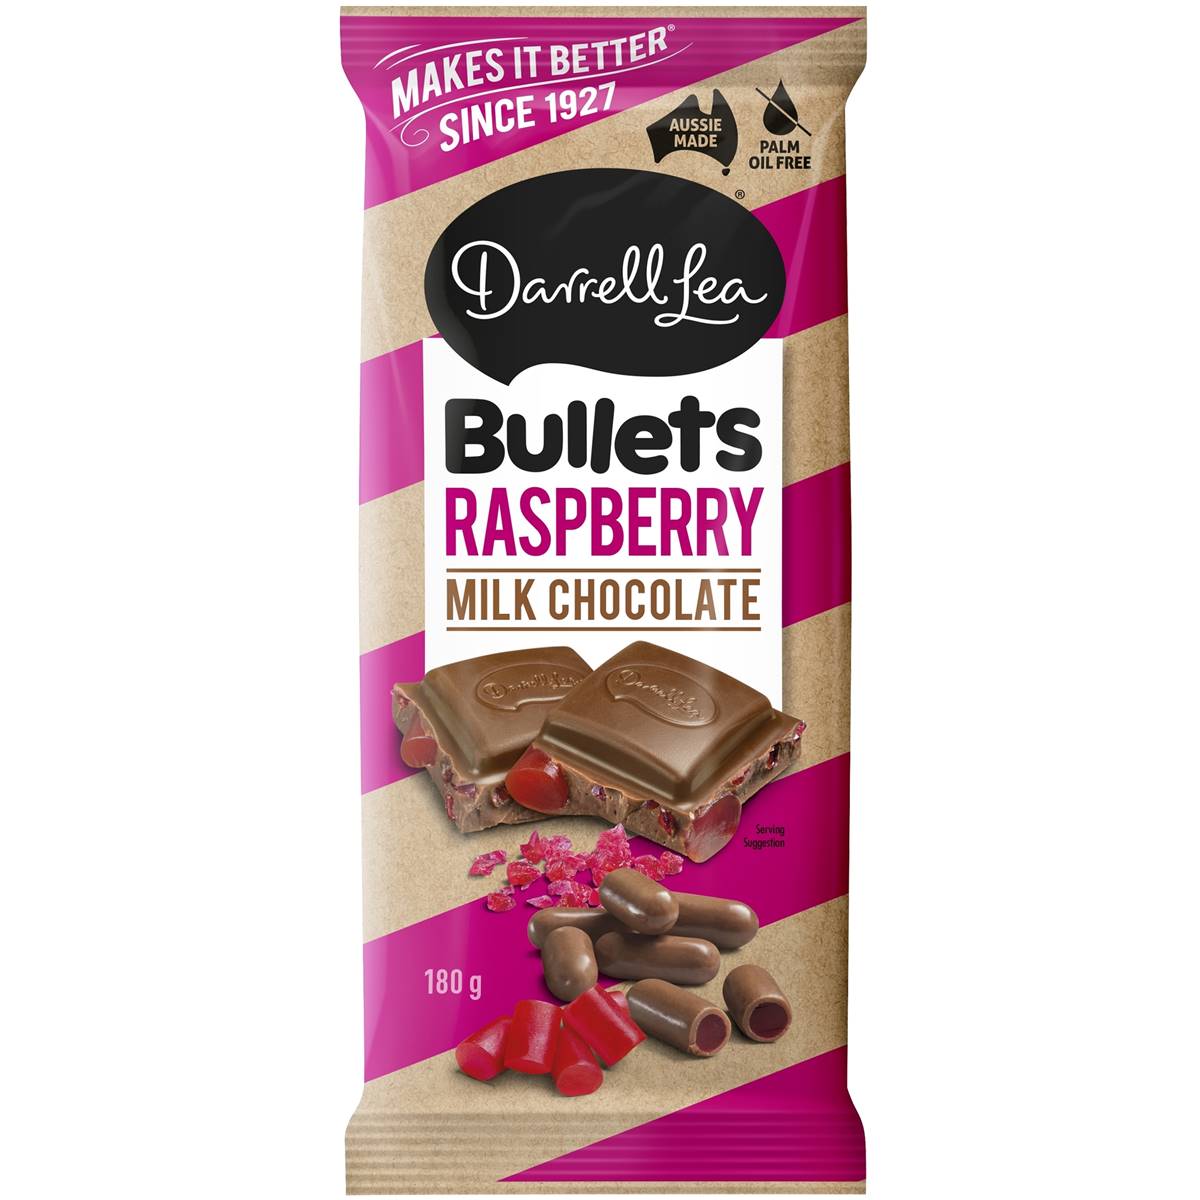 MAKES IT BETTER®
SINCE 1927
AUSSIE
MADE
PALM
OIL FREE
Darrell Lea®
Bullets
RASPBERRY
MILK CHOCOLATE
Darrell Lea
Darrell Lea
Serving
Suggestion
180 g